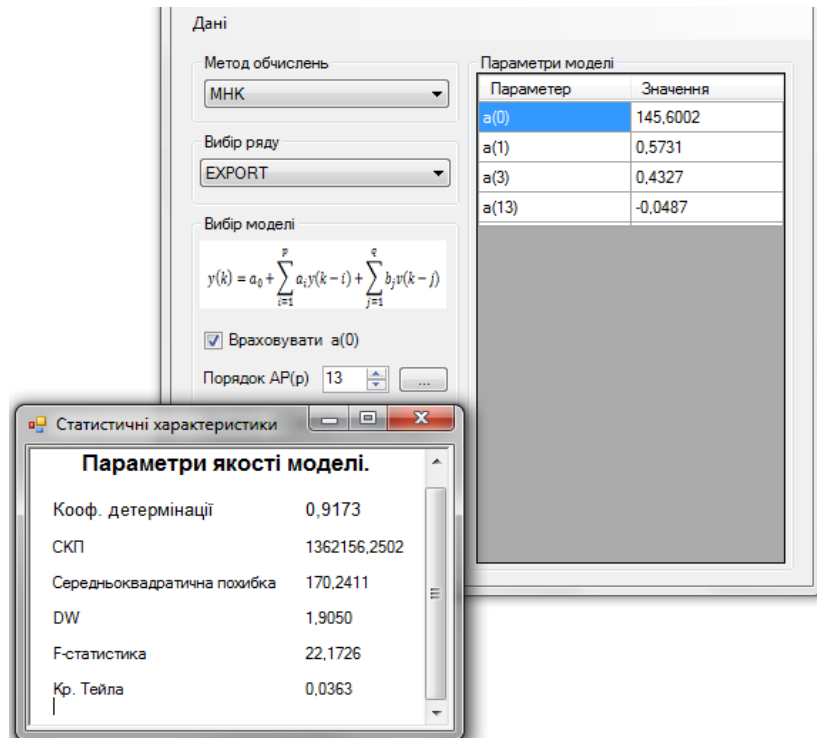 Дані
Метод обчислень
МНК
Вибір ряду
EXPORT
Вибір моделі
y(k) = a₀ + ∑ᵢ₌₁ᵖ aᵢy(k − i) + ∑ⱼ₌₁^q bⱼv(k − j)
Враховувати a(0)
Порядок АР(р) 13 ...
Параметри моделі
Параметер Значення
a(0) 145,6002
a(1) 0,5731
a(3) 0,4327
a(13) -0,0487
Статистичні характеристики
Параметри якості моделі.
Кооф. детермінації 0,9173
СКП 1362156,2502
Середньоквадратична похибка 170,2411
DW 1,9050
F-статистика 22,1726
Кр. Тейла 0,0363